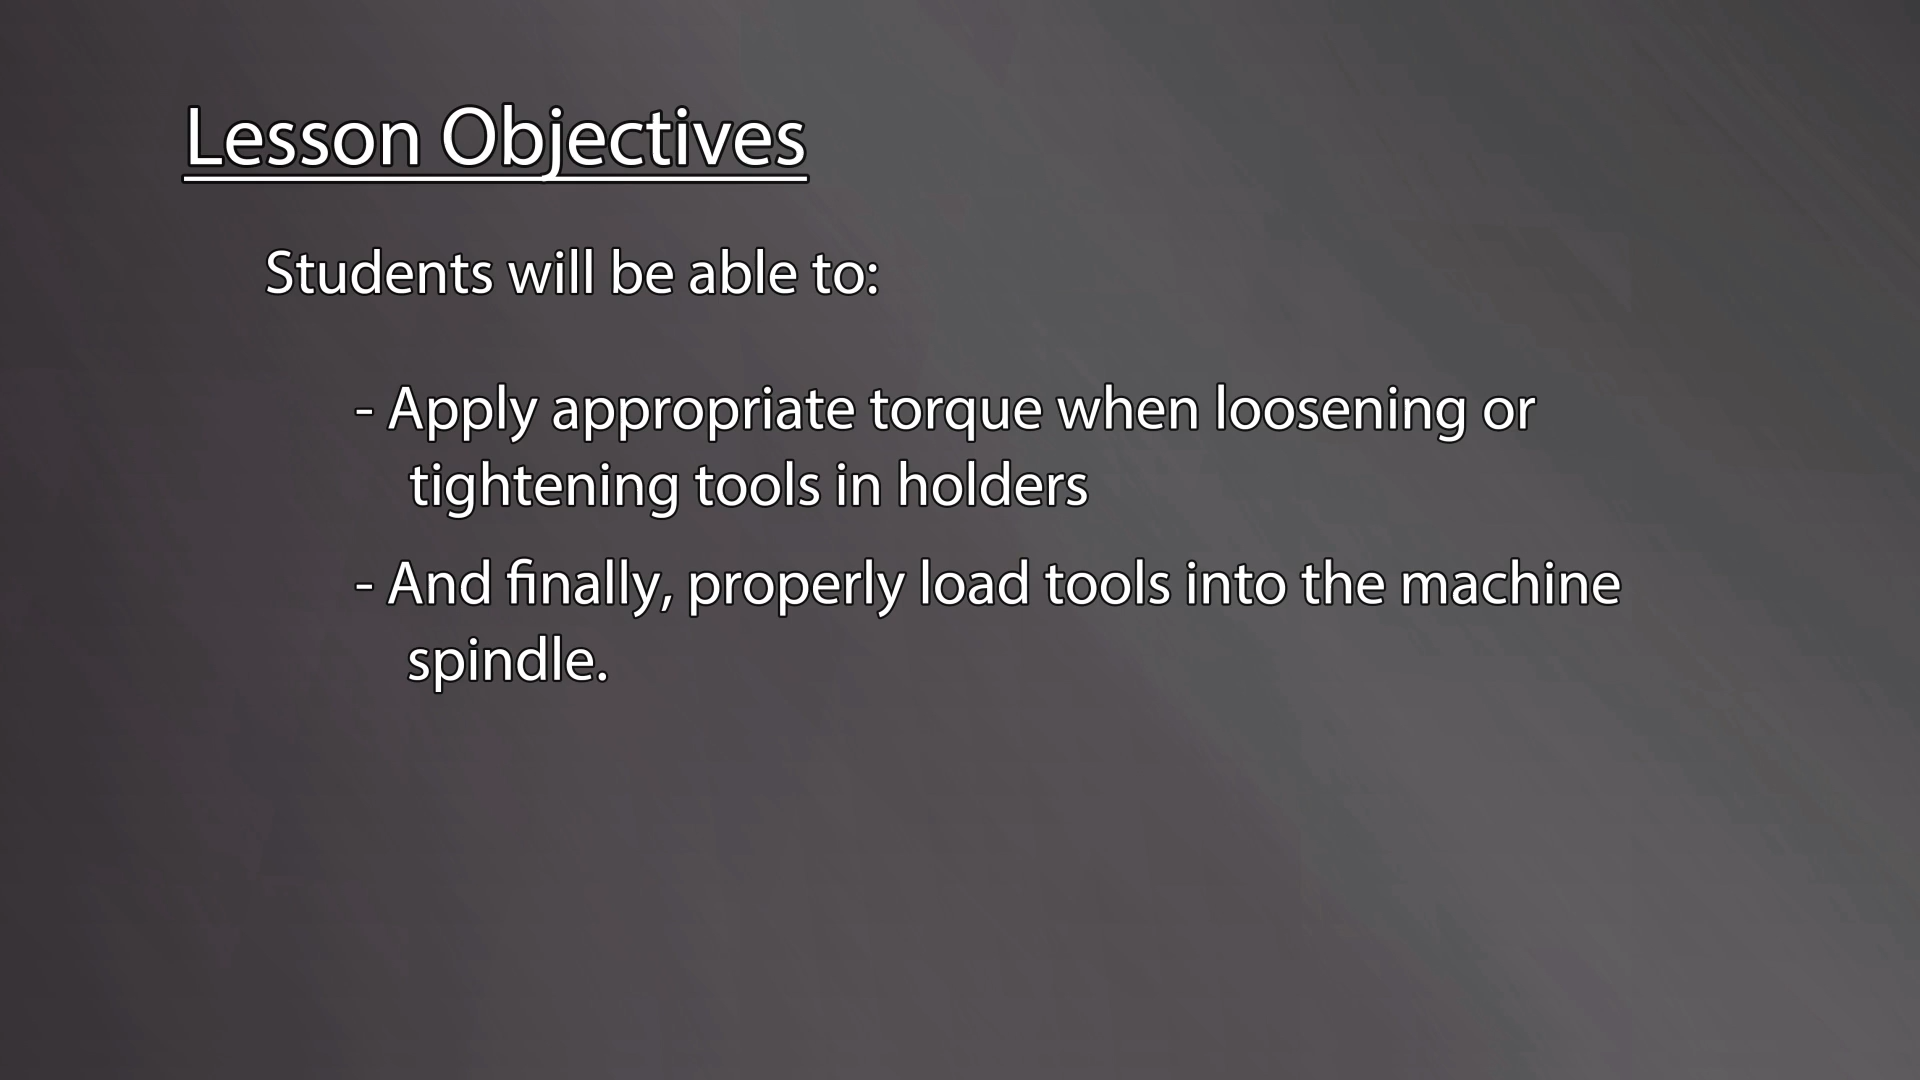 Lesson Objectives
Students will be able to:
- Apply appropriate torque when loosening or
tightening tools in holders
- And finally, properly load tools into the machine
spindle.